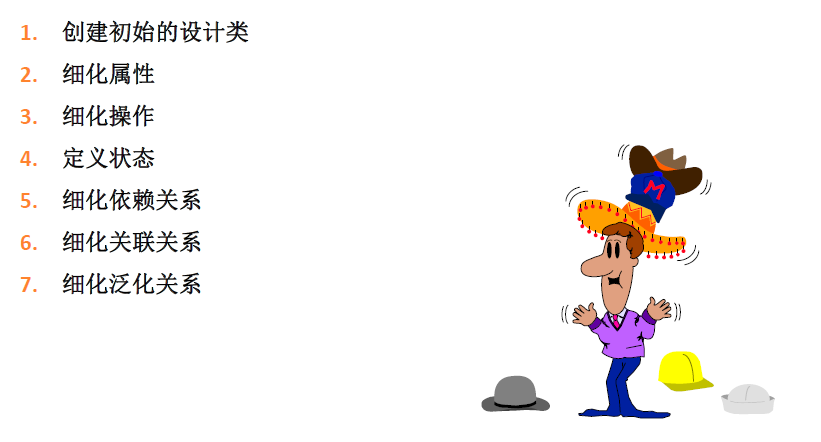 1. 创建初始的设计类
2. 细化属性
3. 细化操作
4. 定义状态
5. 细化依赖关系
6. 细化关联关系
7. 细化泛化关系
M